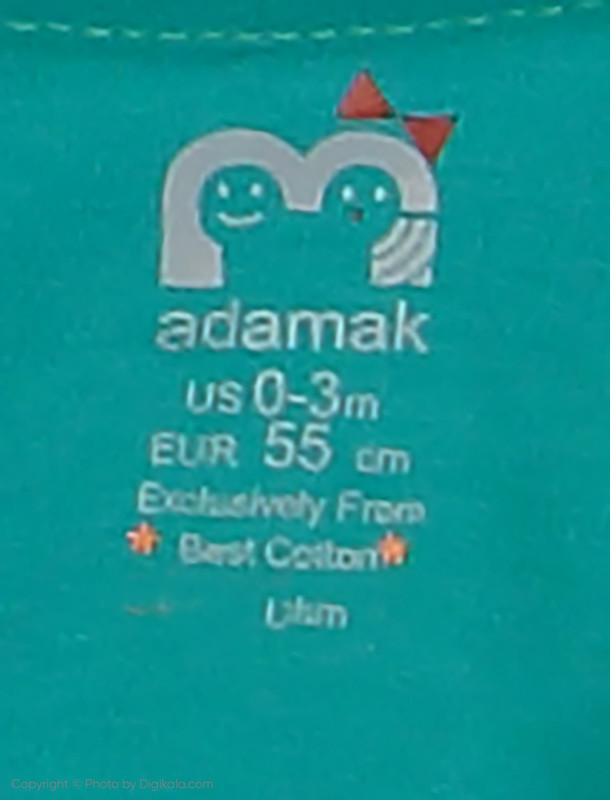 adamak
US 0-3m
EUR 55 cm
Exclusively From
Best Cotton
Copyright © Photo by Digikala.com